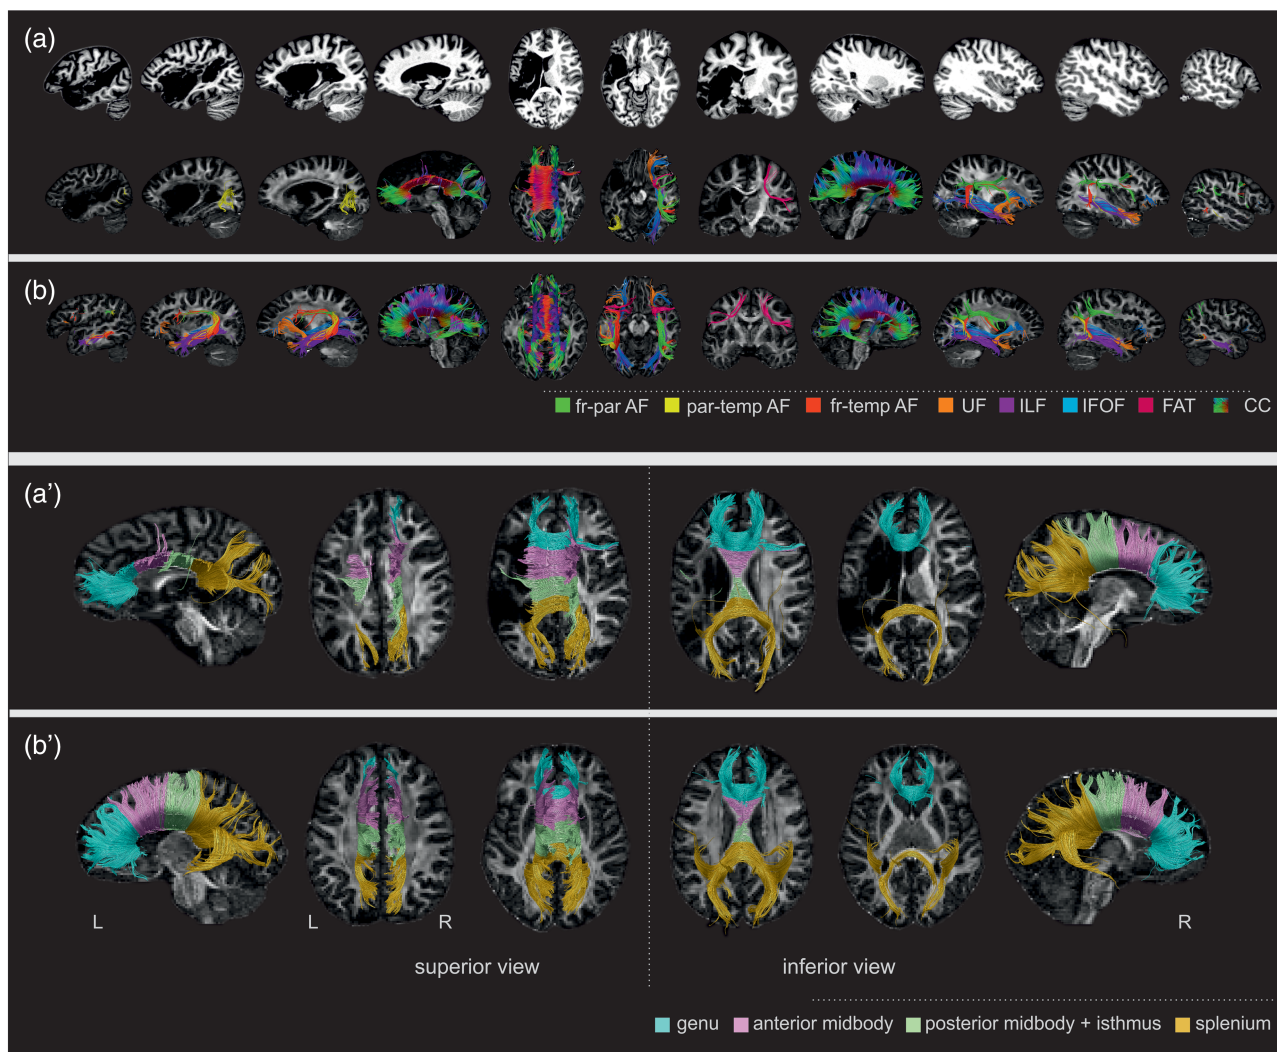 (a)
(b)
fr-par AF par-temp AF fr-temp AF UF ILF IFOF FAT CC
(a’)
(b’)
L L R R
superior view inferior view
genu anterior midbody posterior midbody + isthmus splenium